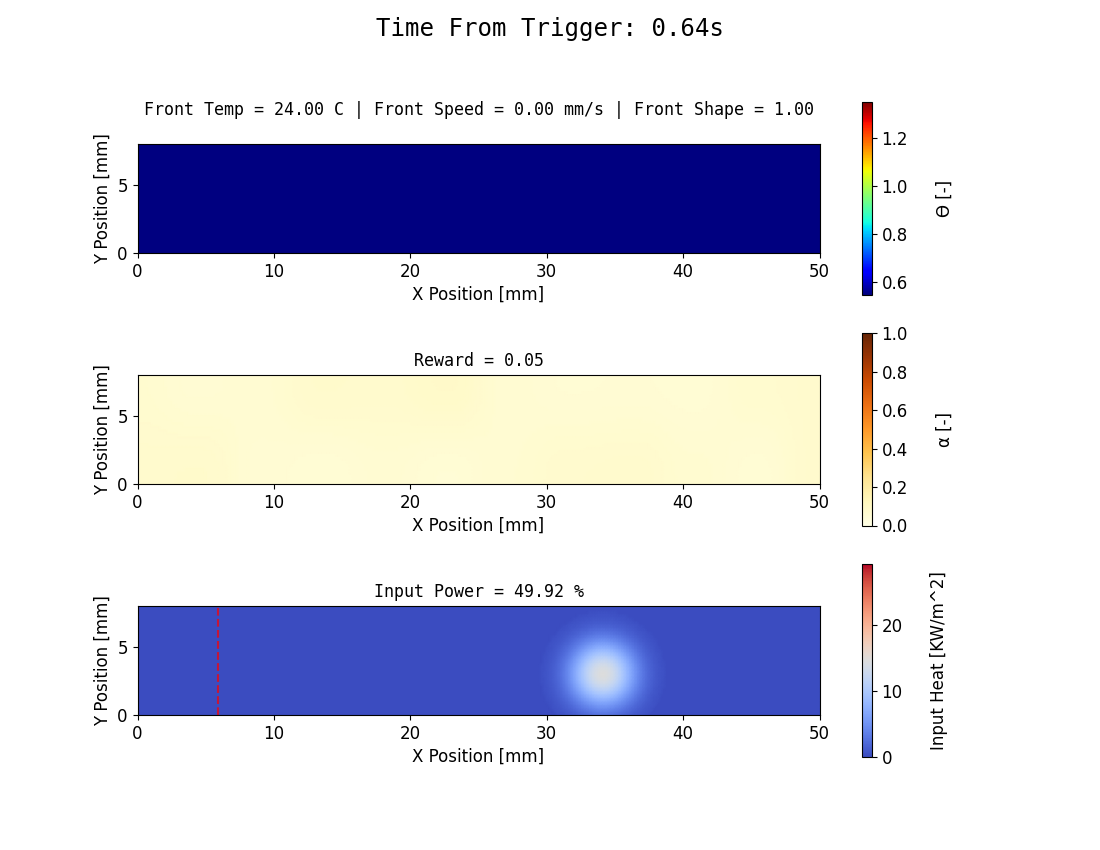 Time From Trigger: 0.64s
Front Temp = 24.00 C | Front Speed = 0.00 mm/s | Front Shape = 1.00
Y Position [mm]
5
0
0 10 20 30 40 50
X Position [mm]
1.2
1.0
0.8
0.6
ϴ [-]
Reward = 0.05
Y Position [mm]
5
0
0 10 20 30 40 50
X Position [mm]
1.0
0.8
0.6
0.4
0.2
0.0
α [-]
Input Power = 49.92 %
Y Position [mm]
5
0
0 10 20 30 40 50
X Position [mm]
20
10
0
Input Heat [KW/m^2]